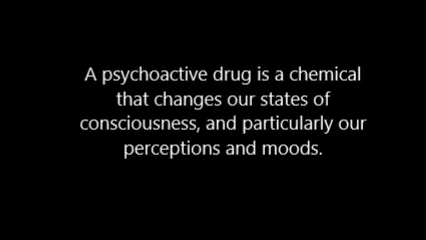 A psychoactive drug is a chemical
that changes our states of
consciousness, and particularly our
perceptions and moods.